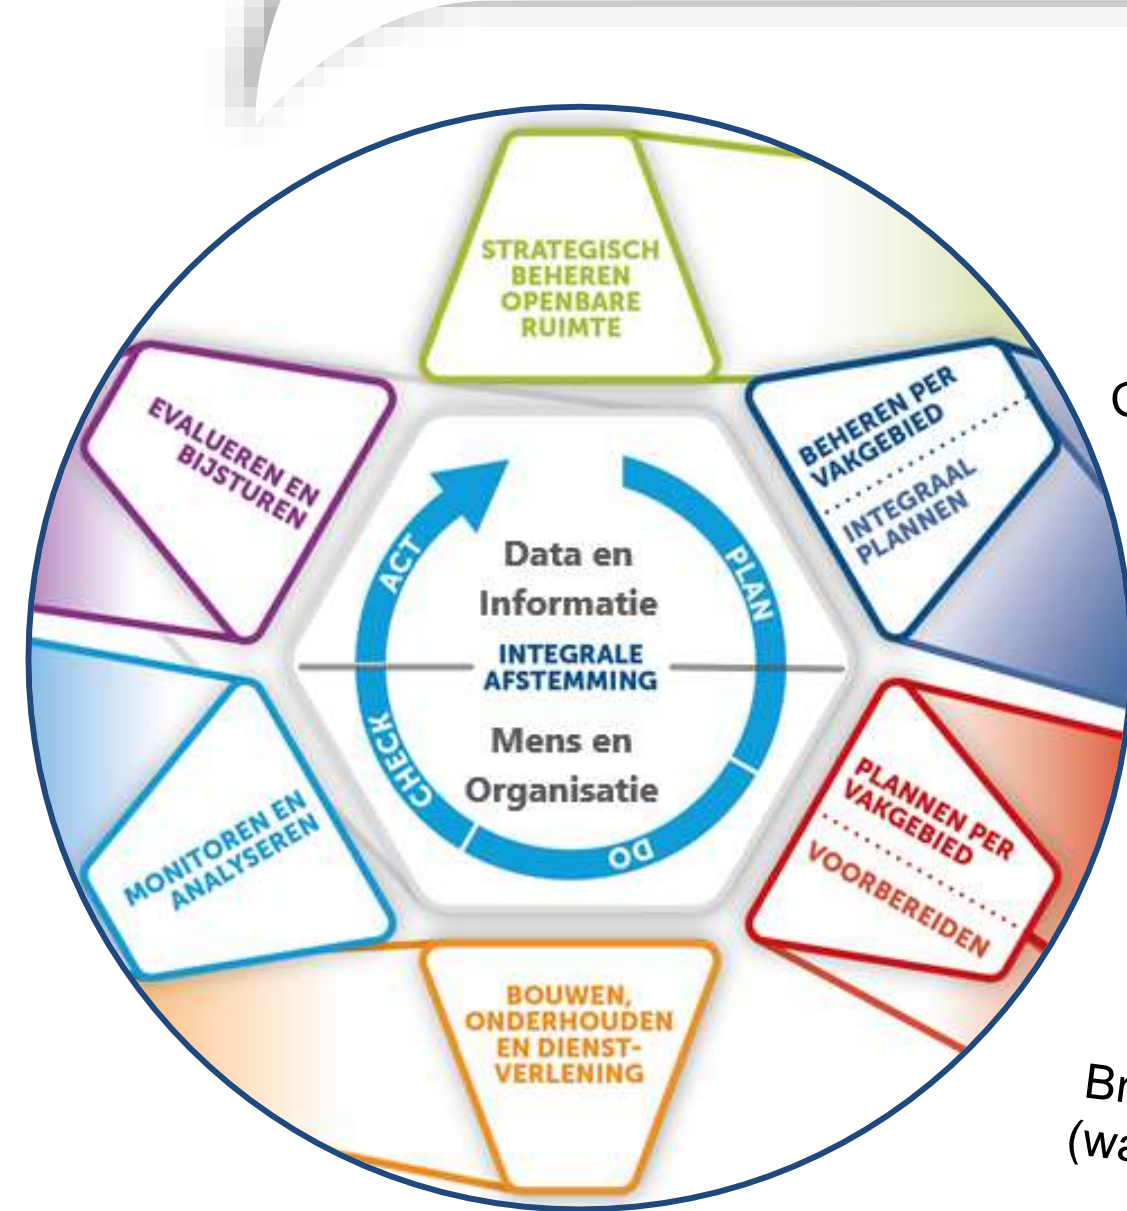 STRATEGISCH
BEHEREN
OPENBARE
RUIMTE
BEHEREN PER
VAKGEBIED
INTEGRAAL
PLANNEN
PLANNEN PER
VAKGEBIED
VOORBEREIDEN
BOUWEN,
ONDERHOUDEN
EN DIENST-
VERLENING
MONITOREN EN
ANALYSEREN
EVALUEREN EN
BIJSTUREN
PLAN
DO
CHECK
ACT
Data en
Informatie
INTEGRALE
AFSTEMMING
Mens en
Organisatie